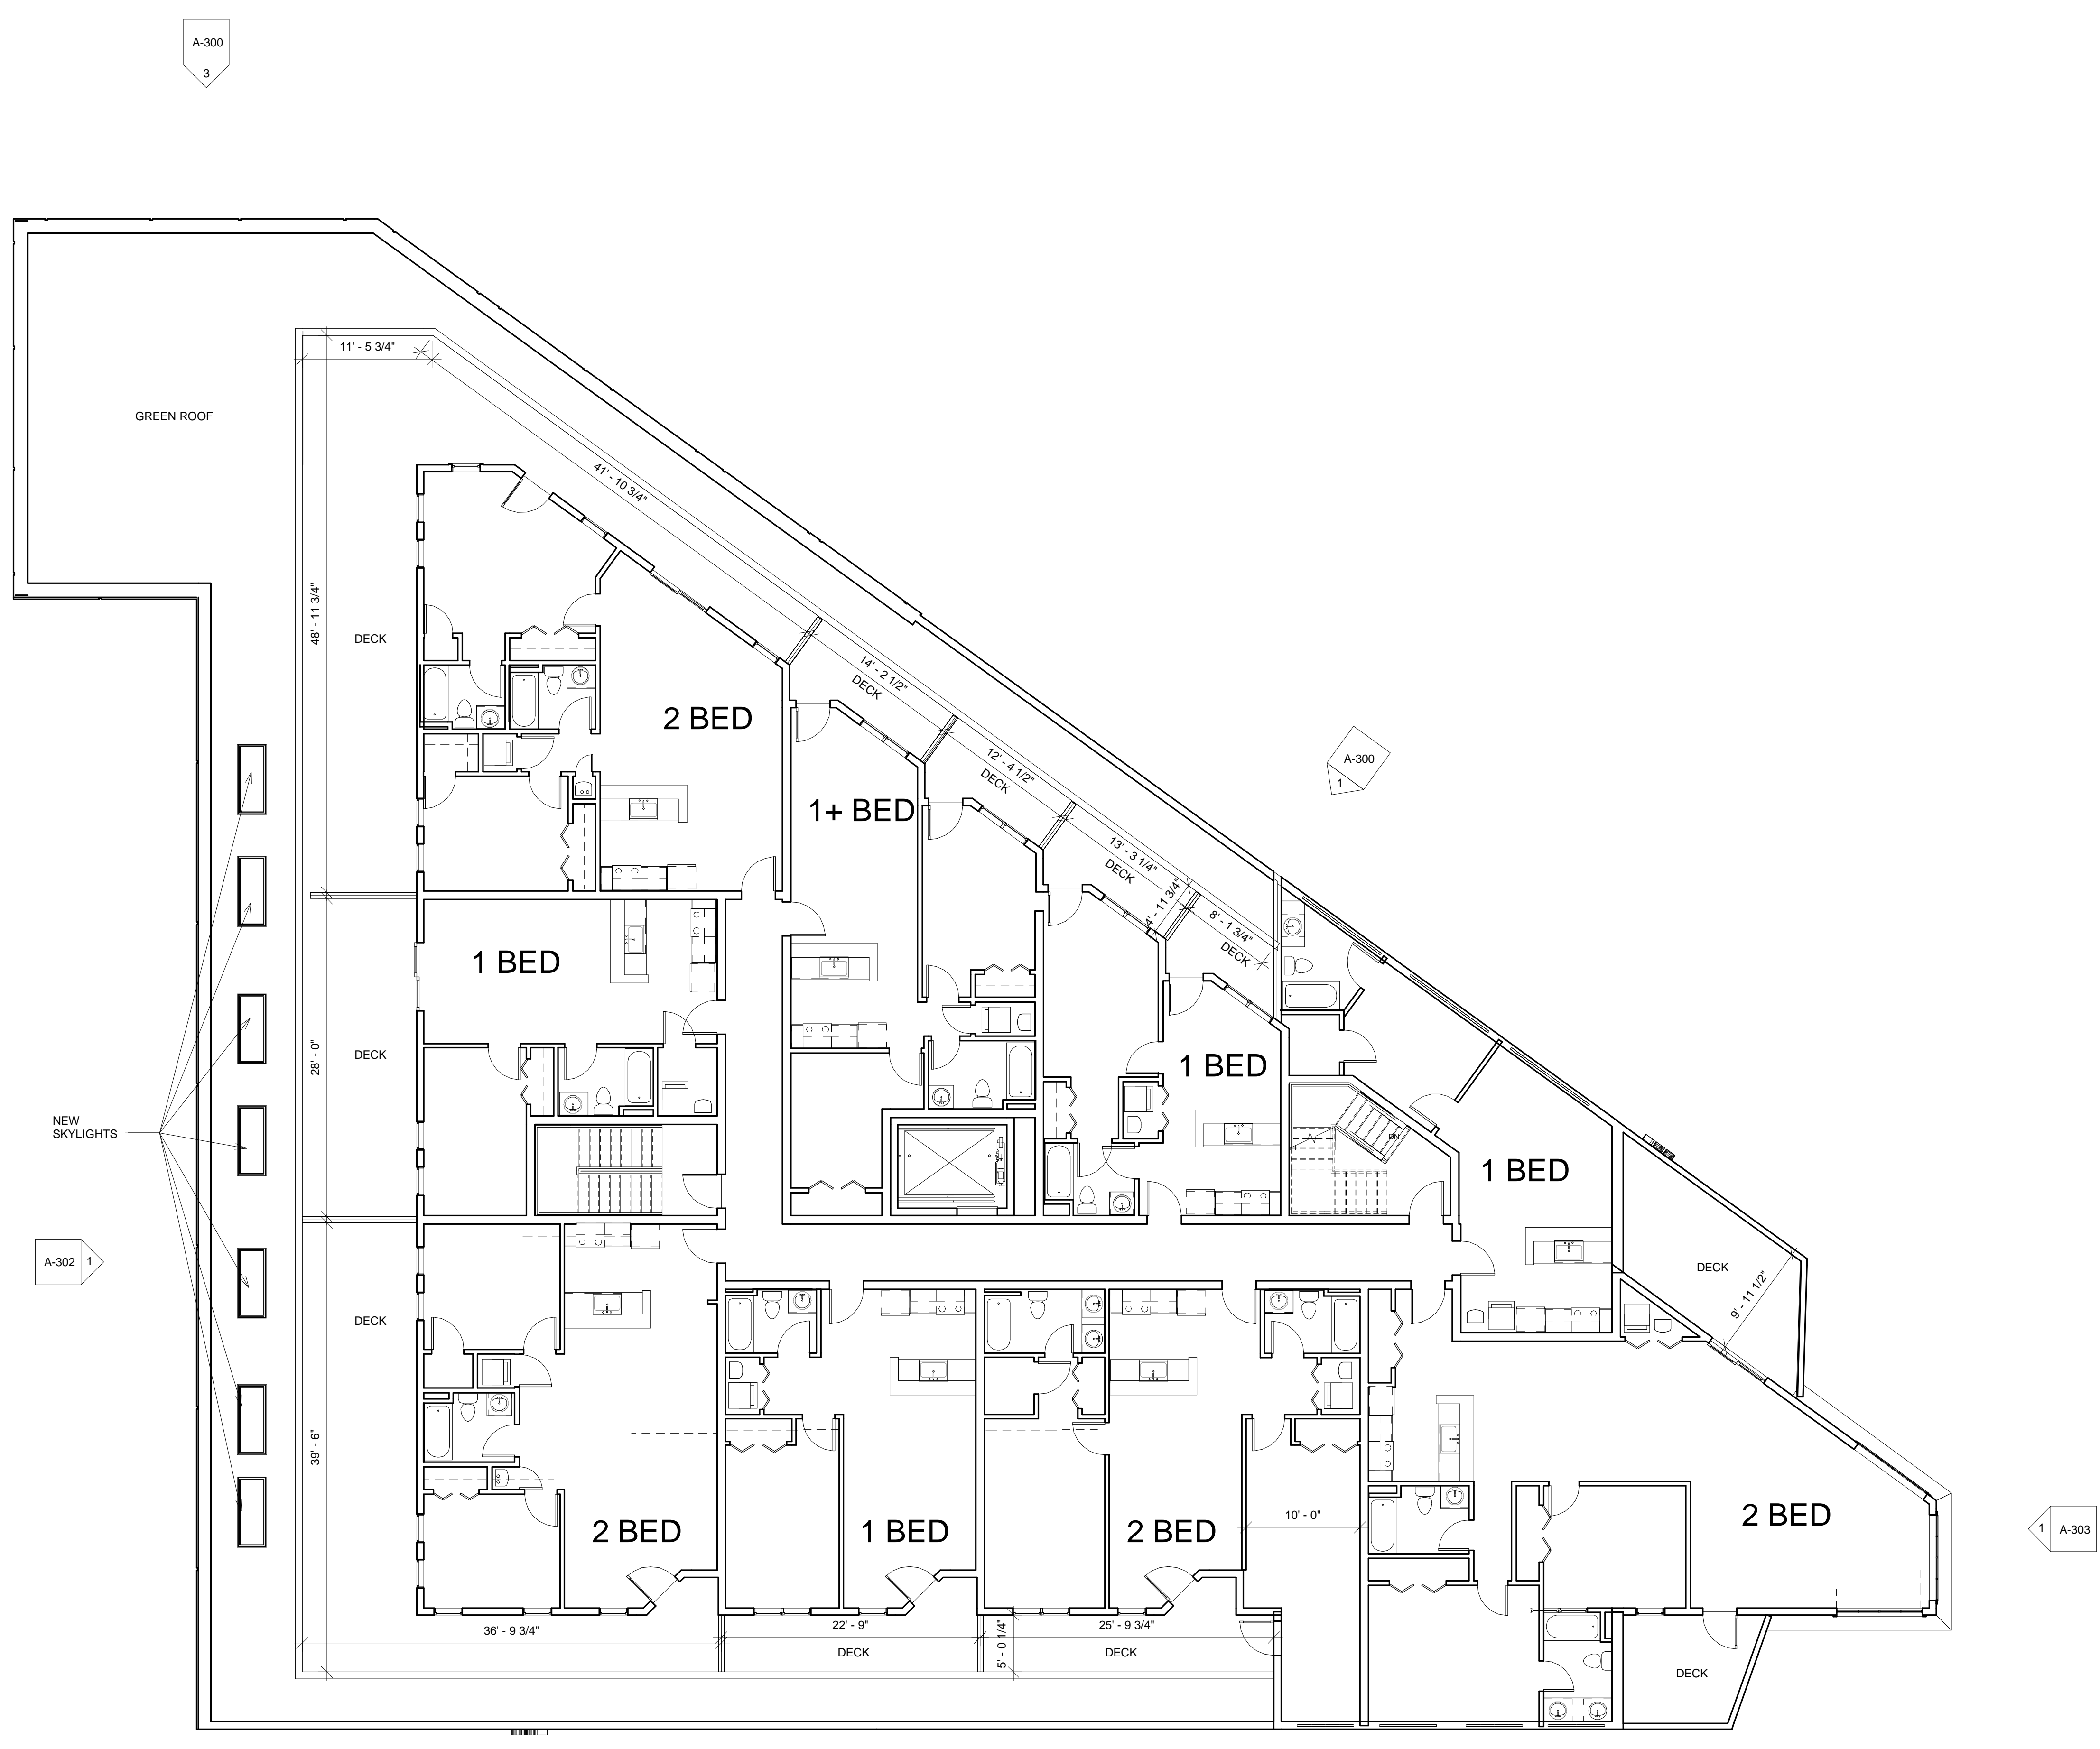 A-300
3
11' - 5 3/4"
GREEN ROOF
41' - 10 3/4"
48' - 11 3/4"
DECK
14' - 2 1/2"
DECK
2 BED
12' - 4 1/2"
DECK
A-300
1
1+ BED
13' - 3 1/4"
DECK
4' - 11 3/4"
8' - 1 3/4"
DECK
1 BED
28' - 0"
DECK
1 BED
NEW
SKYLIGHTS
DN
1 BED
A-302
1
DECK
9' - 11 1/2"
DECK
39' - 6"
10' - 0"
2 BED
1 BED
2 BED
2 BED
1
A-303
36' - 9 3/4"
22' - 9"
25' - 9 3/4"
5' - 0 1/4"
DECK
DECK
DECK